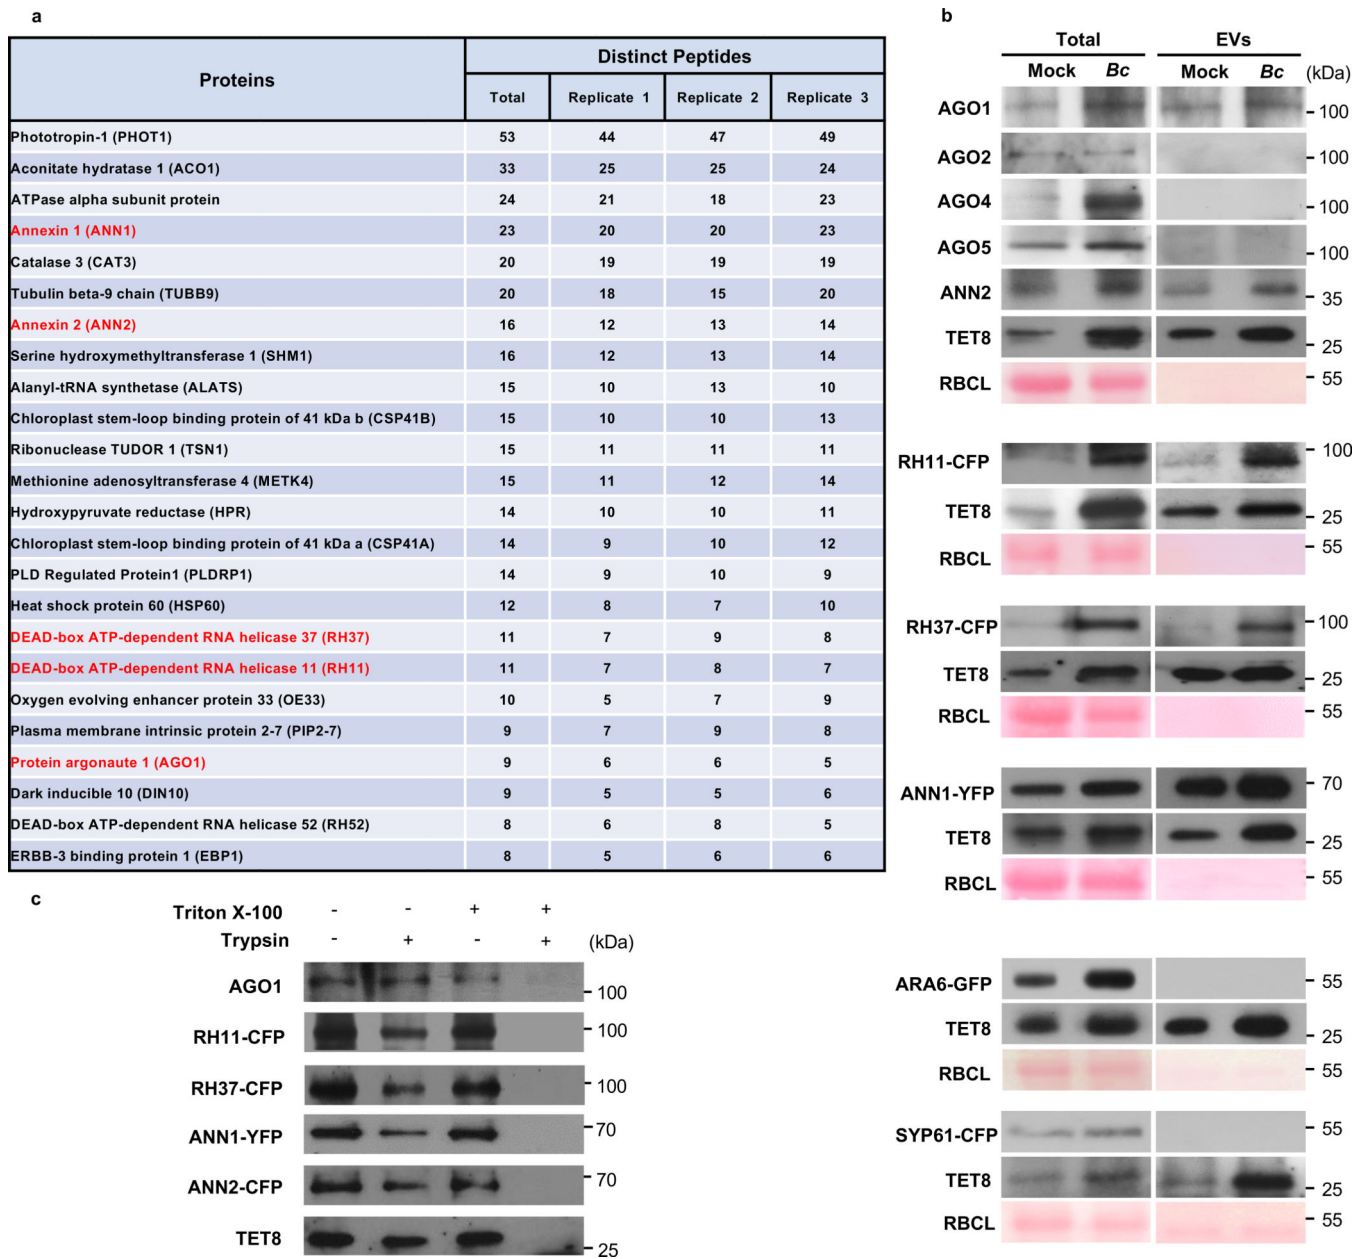 a
Proteins Distinct Peptides
Total Replicate 1 Replicate 2 Replicate 3
Phototropin-1 (PHOT1) 53 44 47 49
Aconitate hydratase 1 (ACO1) 33 25 25 24
ATPase alpha subunit protein 24 21 18 23
Annexin 1 (ANN1) 23 20 20 23
Catalase 3 (CAT3) 20 19 19 19
Tubulin beta-9 chain (TUBB9) 20 18 15 20
Annexin 2 (ANN2) 16 12 13 14
Serine hydroxymethyltransferase 1 (SHM1) 16 12 13 14
Alanyl-tRNA synthetase (ALATS) 15 10 13 10
Chloroplast stem-loop binding protein of 41 kDa b (CSP41B) 15 10 10 13
Ribonuclease TUDOR 1 (TSN1) 15 11 11 11
Methionine adenosyltransferase 4 (METK4) 15 11 12 14
Hydroxypyruvate reductase (HPR) 14 10 10 11
Chloroplast stem-loop binding protein of 41 kDa a (CSP41A) 14 9 10 12
PLD Regulated Protein1 (PLDRP1) 14 9 10 9
Heat shock protein 60 (HSP60) 12 8 7 10
DEAD-box ATP-dependent RNA helicase 37 (RH37) 11 7 9 8
DEAD-box ATP-dependent RNA helicase 11 (RH11) 11 7 8 7
Oxygen evolving enhancer protein 33 (OE33) 10 5 7 9
Plasma membrane intrinsic protein 2-7 (PIP2-7) 9 7 9 8
Protein argonaute 1 (AGO1) 9 6 6 5
Dark inducible 10 (DIN10) 9 5 5 6
DEAD-box ATP-dependent RNA helicase 52 (RH52) 8 6 8 5
ERBB-3 binding protein 1 (EBP1) 8 5 6 6
b
Total EVs
Mock Bc Mock Bc (kDa)
AGO1 - 100
AGO2 - 100
AGO4 - 100
AGO5 - 100
ANN2 - 35
TET8 - 25
RBCL - 55
RH11-CFP - 100
TET8 - 25
RBCL - 55
RH37-CFP - 100
TET8 - 25
RBCL - 55
ANN1-YFP - 70
TET8 - 25
RBCL - 55
ARA6-GFP - 55
TET8 - 25
RBCL - 55
SYP61-CFP - 55
TET8 - 25
RBCL - 55
c
Triton X-100 - - + +
Trypsin - + - + (kDa)
AGO1 - 100
RH11-CFP - 100
RH37-CFP - 100
ANN1-YFP - 70
ANN2-CFP - 70
TET8 - 25